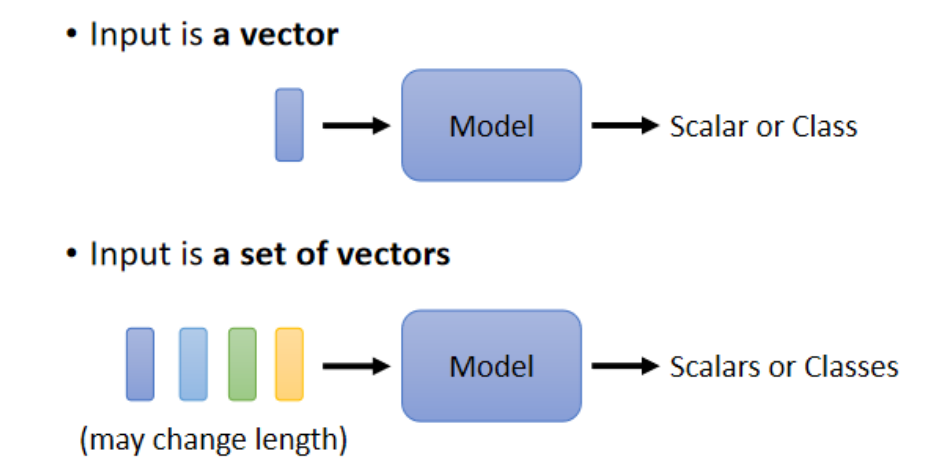 • Input is a vector
Model
Scalar or Class
• Input is a set of vectors
Model
Scalars or Classes
(may change length)